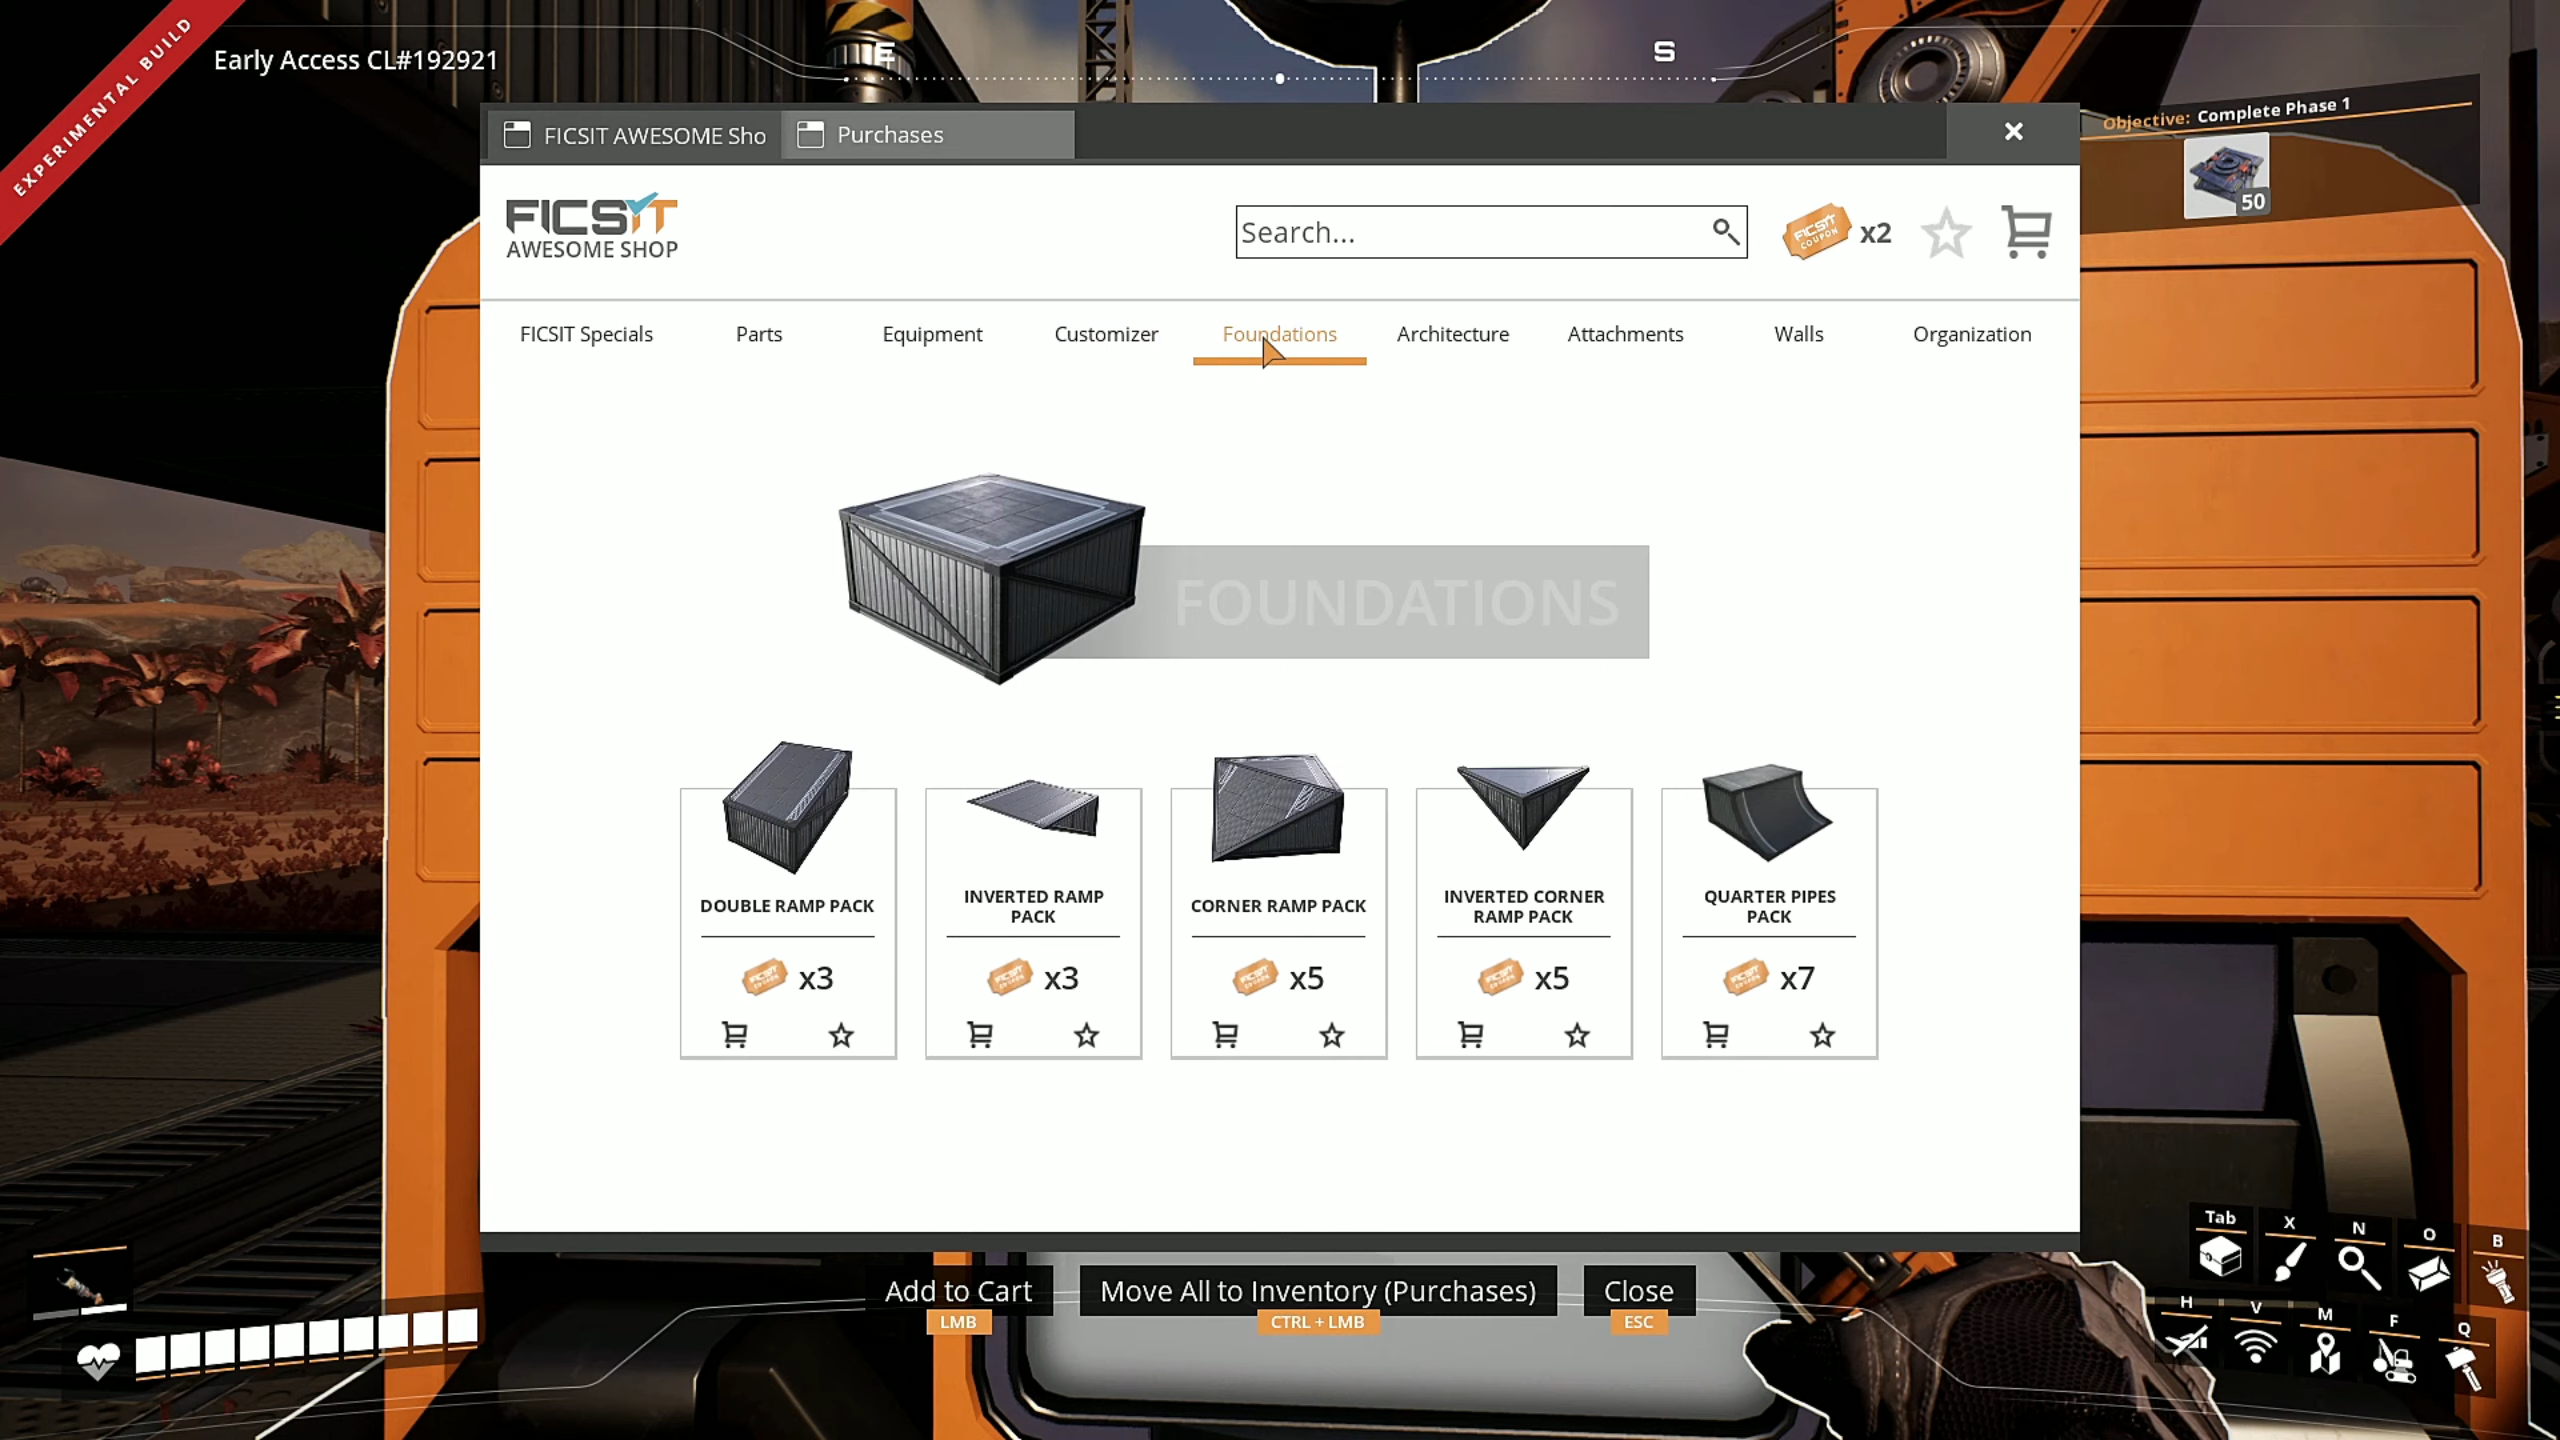 EXPERIMENTAL BUILD
Early Access CL#192921
E
S
Objective: Complete Phase 1
50
FICSIT AWESOME Sho
Purchases
FICSIT
AWESOME SHOP
Search...
FICSIT
COUPON
x2
FICSIT Specials
Parts
Equipment
Customizer
Foundations
Architecture
Attachments
Walls
Organization
FOUNDATIONS
DOUBLE RAMP PACK
x3
INVERTED RAMP
PACK
x3
CORNER RAMP PACK
x5
INVERTED CORNER
RAMP PACK
x5
QUARTER PIPES
PACK
x7
Add to Cart
LMB
Move All to Inventory (Purchases)
CTRL + LMB
Close
ESC
Tab
X
N
O
B
H
V
M
F
Q